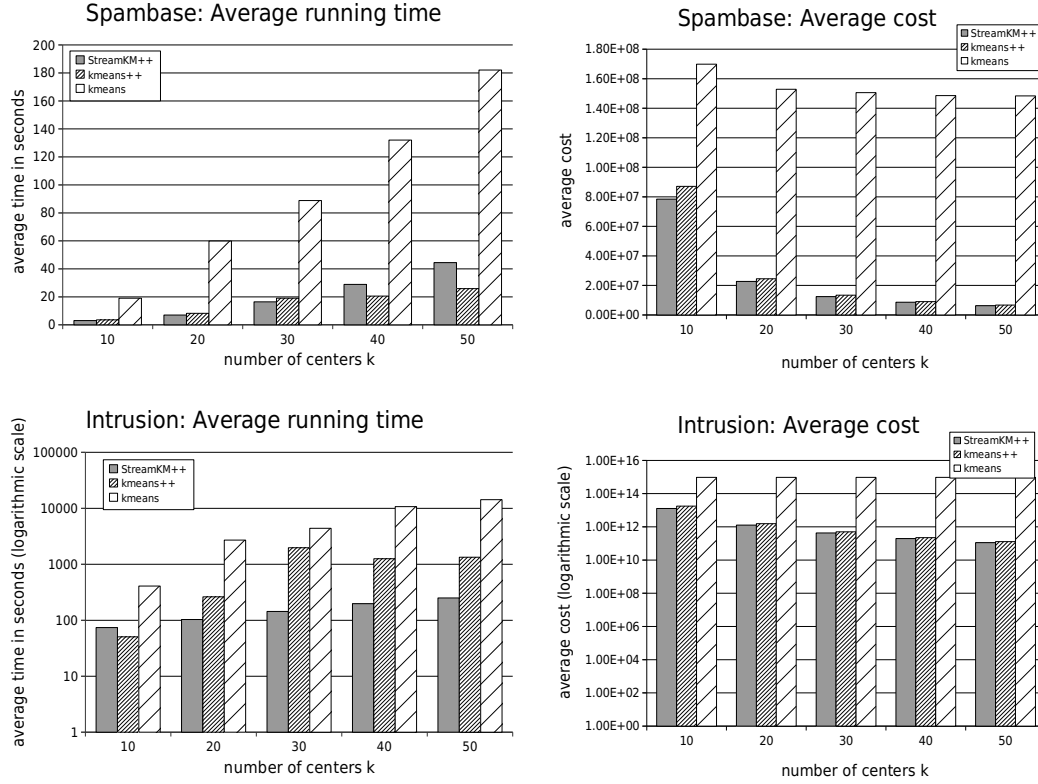 Spambase: Average running time
average time in seconds
200
180
160
140
120
100
80
60
40
20
0
StreamKM++
kmeans++
kmeans
10 20 30 40 50
number of centers k
Spambase: Average cost
average cost
1.80E+08
1.60E+08
1.40E+08
1.20E+08
1.00E+08
8.00E+07
6.00E+07
4.00E+07
2.00E+07
0.00E+00
StreamKM++
kmeans++
kmeans
10 20 30 40 50
number of centers k
Intrusion: Average running time
average time in seconds (logarithmic scale)
100000
10000
1000
100
10
1
StreamKM++
kmeans++
kmeans
10 20 30 40 50
number of centers k
Intrusion: Average cost
average cost (logarithmic scale)
1.00E+16
1.00E+14
1.00E+12
1.00E+10
1.00E+08
1.00E+06
1.00E+04
1.00E+02
1.00E+00
StreamKM++
kmeans++
kmeans
10 20 30 40 50
number of centers k